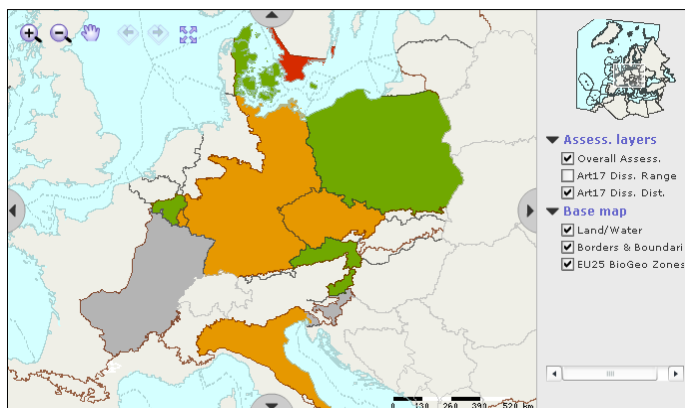 Assess. layers
Overall Assess.
Art17 Diss. Range
Art17 Diss. Dist.
Base map
Land/Water
Borders & Boundari
EU25 BioGeo Zones
0 130 260 390 520 km